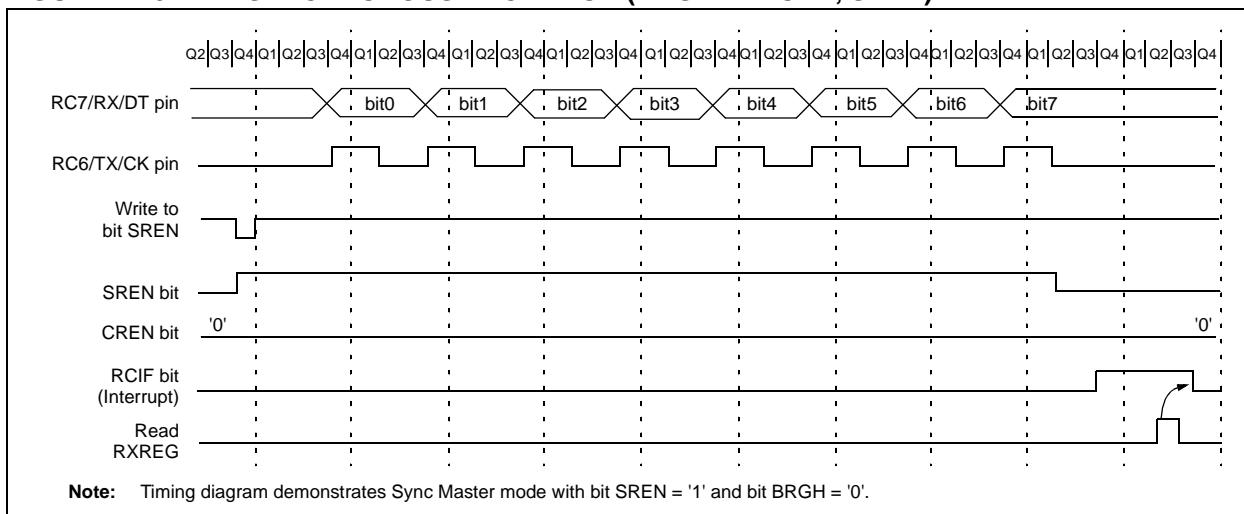 Q2 Q3 Q4 Q1 Q2 Q3 Q4 Q1 Q2 Q3 Q4 Q1 Q2 Q3 Q4 Q1 Q2 Q3 Q4 Q1 Q2 Q3 Q4 Q1 Q2 Q3 Q4 Q1 Q2 Q3 Q4 Q1 Q2 Q3 Q4 Q1 Q2 Q3 Q4 Q1 Q2 Q3 Q4
RC7/RX/DT pin bit0 bit1 bit2 bit3 bit4 bit5 bit6 bit7
RC6/TX/CK pin
Write to
bit SREN
SREN bit
CREN bit '0' '0'
RCIF bit
(Interrupt)
Read
RXREG
Note: Timing diagram demonstrates Sync Master mode with bit SREN = '1' and bit BRGH = '0'.